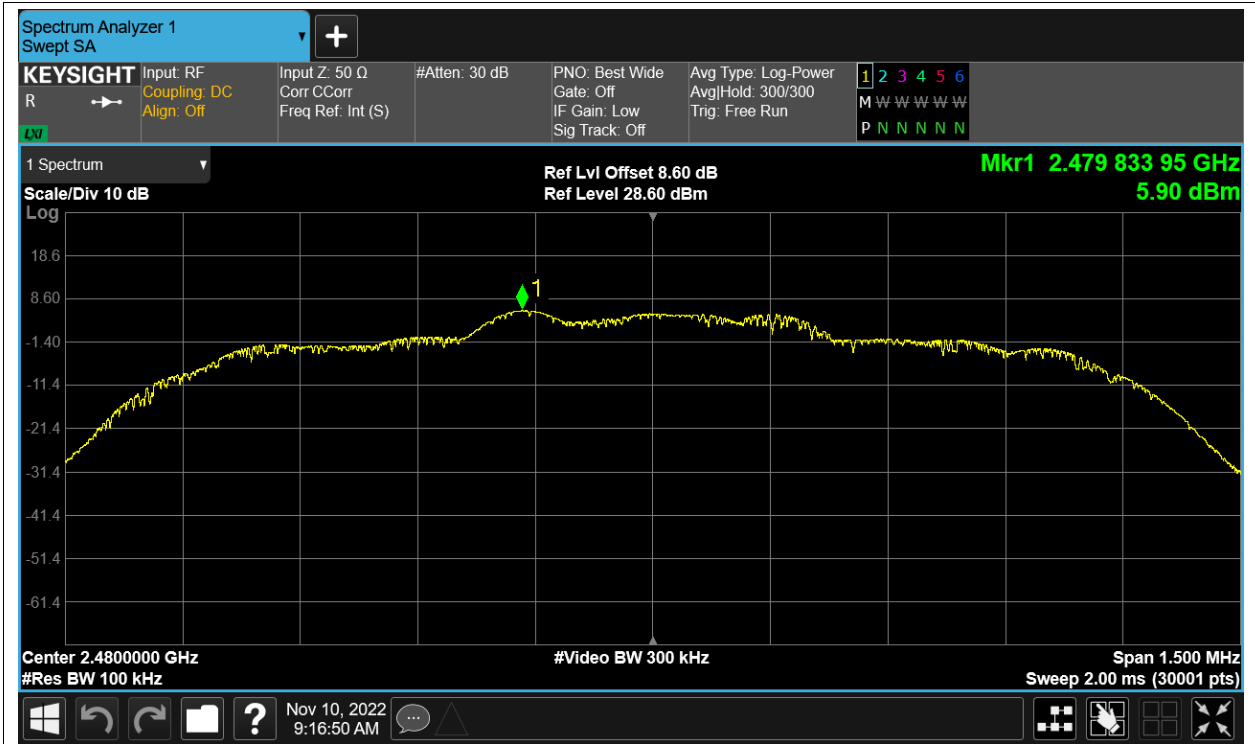 Spectrum Analyzer 1
Swept SA
KEYSIGHT
R
LXI
Input: RF
Coupling: DC
Align: Off
Input Z: 50 Ω
Corr CCorr
Freq Ref: Int (S)
#Atten: 30 dB
PNO: Best Wide
Gate: Off
IF Gain: Low
Sig Track: Off
Avg Type: Log-Power
Avg|Hold: 300/300
Trig: Free Run
1 2 3 4 5 6
M W W W W W
P N N N N N
1 Spectrum
Scale/Div 10 dB
Log
Ref Lvl Offset 8.60 dB
Ref Level 28.60 dBm
Mkr1 2.479 833 95 GHz
5.90 dBm
18.6
8.60
1
-1.40
-11.4
-21.4
-31.4
-41.4
-51.4
-61.4
Center 2.4800000 GHz
#Video BW 300 kHz
Span 1.500 MHz
#Res BW 100 kHz
Sweep 2.00 ms (30001 pts)
?
Nov 10, 2022
9:16:50 AM